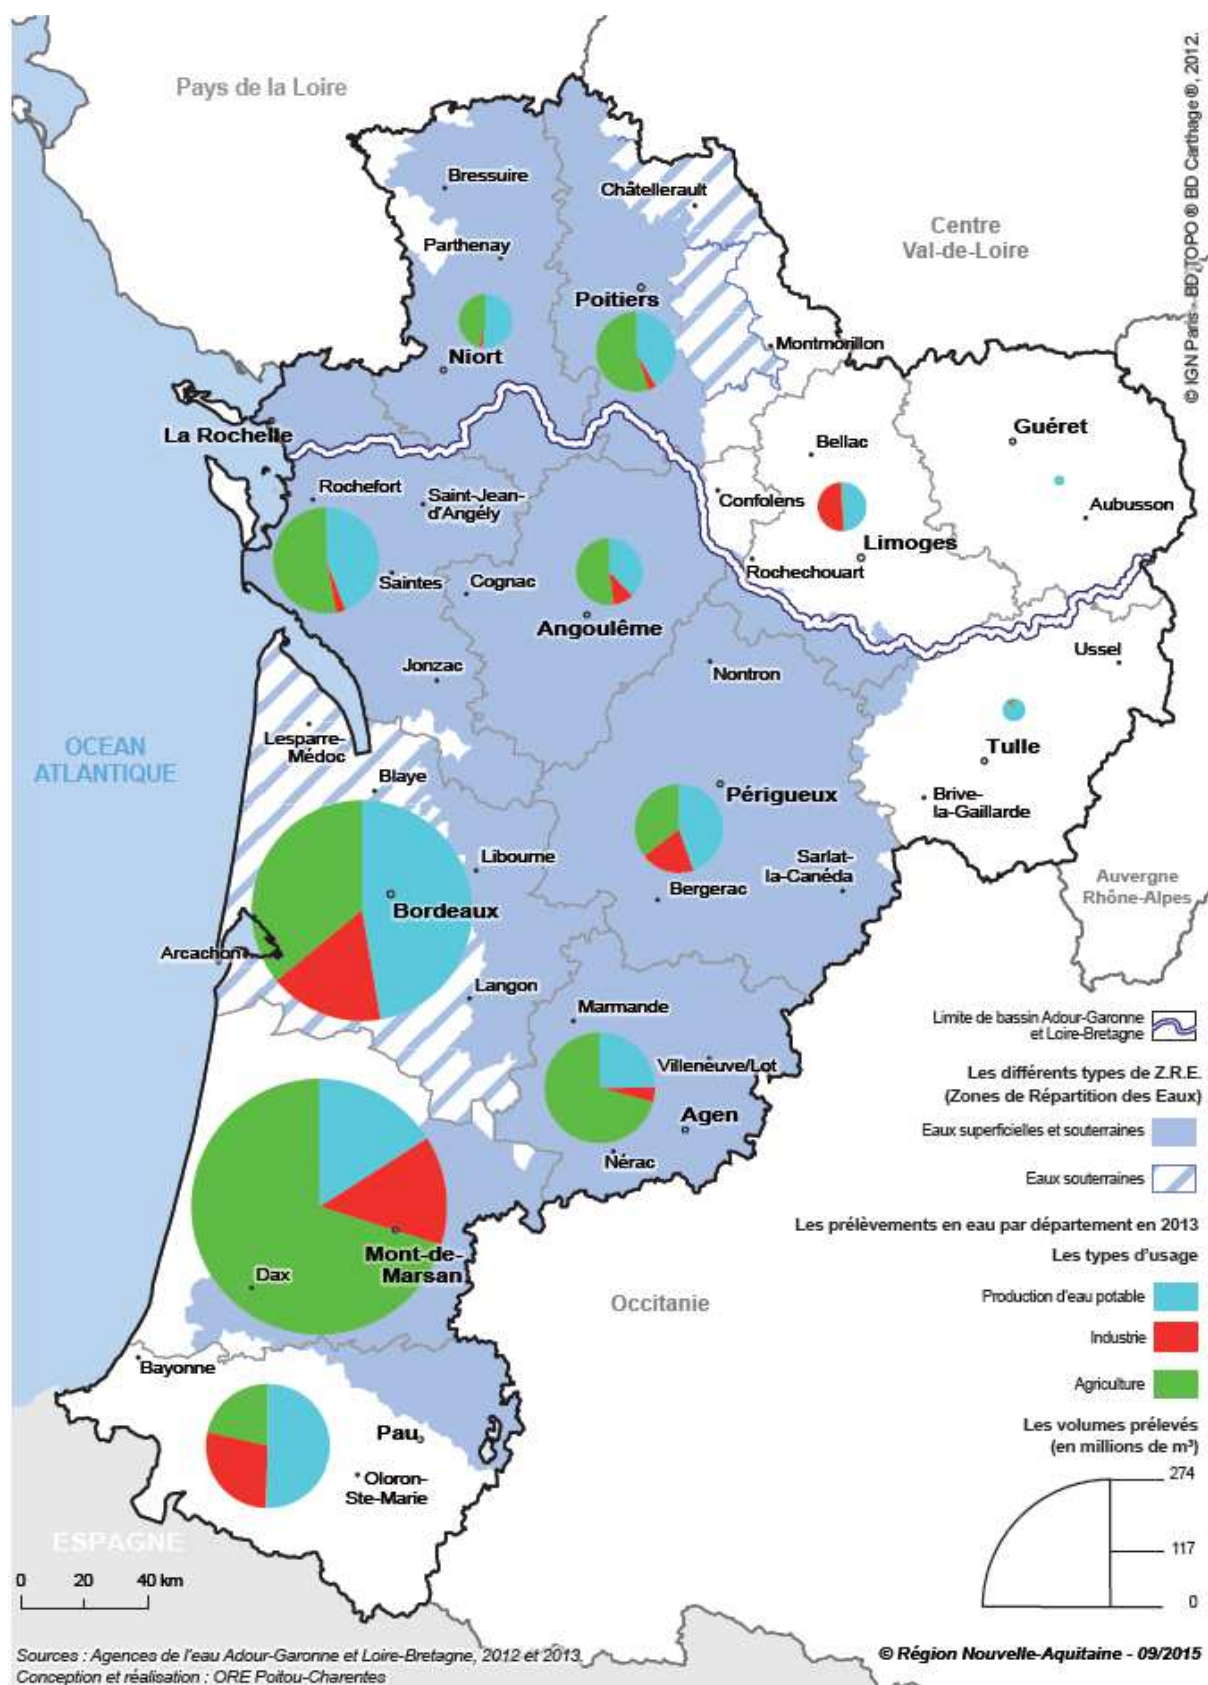 © IGN Paris - BD TOPO ® BD Carthage®, 2012.
Pays de la Loire
Bressuire
Châtellerault
Centre
Val-de-Loire
Parthenay
Poitiers
Montmorillon
Niort
La Rochelle
Guéret
Bellac
Rochefort
Saint-Jean-
d'Angély
Confolens
Aubusson
Limoges
Saintes
Cognac
Rochechouart
Angoulême
Ussel
Jonzac
Nontron
OCEAN
ATLANTIQUE
Lesparre-
Médoc
Tulle
Blaye
Périgueux
Brive-
la-Gaillarde
Libourne
Sarlat-
la-Canéda
Bergerac
Auvergne
Rhône-Alpes
Bordeaux
Arcachon
Langon
Marmande
Villeneuve/Lot
Agen
Nérac
Limite de bassin Adour-Garonne
et Loire-Bretagne
Les différents types de Z.R.E.
(Zones de Répartition des Eaux)
Eaux superficielles et souterraines
Eaux souterraines
Les prélèvements en eau par département en 2013
Les types d'usage
Production d'eau potable
Industrie
Agriculture
Les volumes prélevés
(en millions de m³)
274
117
0
Mont-de-
Marsan
Dax
Occitanie
Bayonne
Pau
Oloron-
Ste-Marie
ESPAGNE
0 20 40 km
Sources : Agences de l'eau Adour-Garonne et Loire-Bretagne, 2012 et 2013
Conception et réalisation : ORE Poitou-Charentes
© Région Nouvelle-Aquitaine - 09/2015